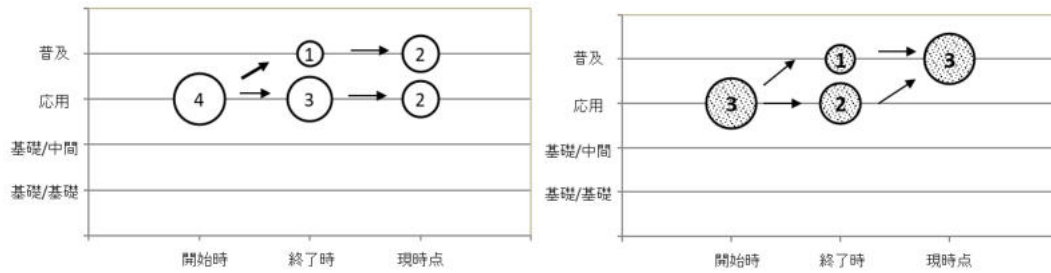 普及
1
2
応用
4
3
2
基礎/中間
基礎/基礎
開始時 終了時 現時点
普及
1
3
応用
3
2
基礎/中間
基礎/基礎
開始時 終了時 現時点